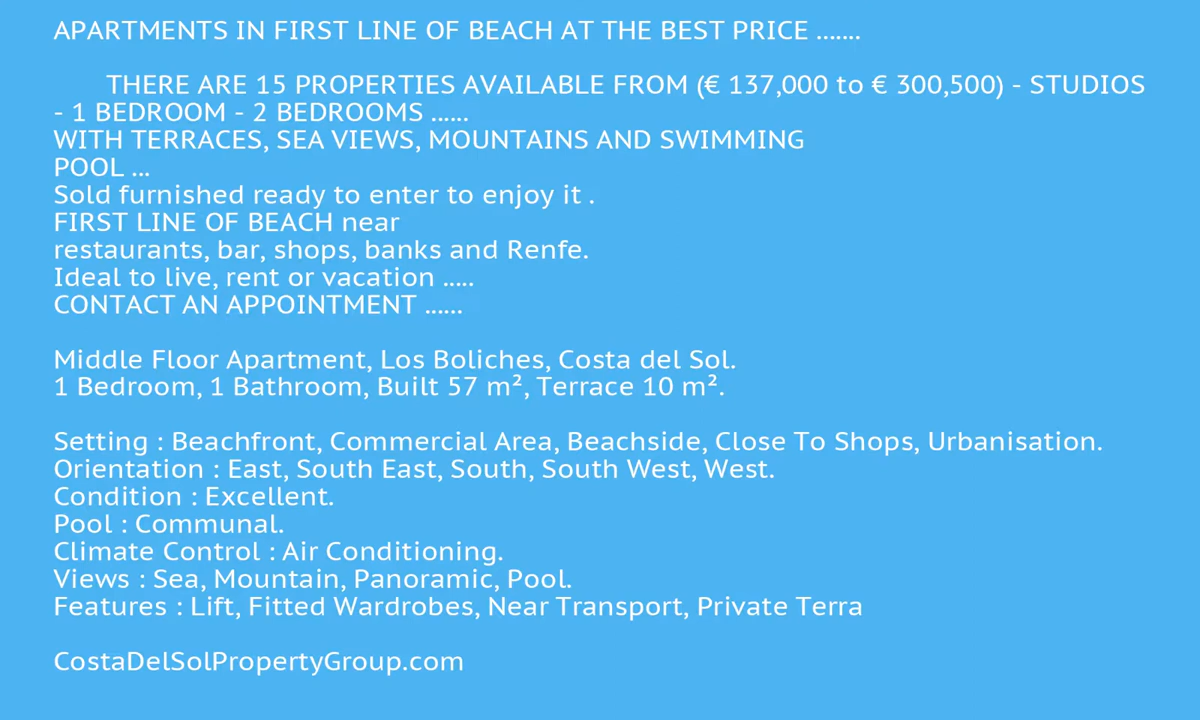 APARTMENTS IN FIRST LINE OF BEACH AT THE BEST PRICE .......
THERE ARE 15 PROPERTIES AVAILABLE FROM (€ 137,000 to € 300,500) - STUDIOS
- 1 BEDROOM - 2 BEDROOMS ......
WITH TERRACES, SEA VIEWS, MOUNTAINS AND SWIMMING
POOL ...
Sold furnished ready to enter to enjoy it .
FIRST LINE OF BEACH near
restaurants, bar, shops, banks and Renfe.
Ideal to live, rent or vacation .....
CONTACT AN APPOINTMENT ......
Middle Floor Apartment, Los Boliches, Costa del Sol.
1 Bedroom, 1 Bathroom, Built 57 m², Terrace 10 m².
Setting : Beachfront, Commercial Area, Beachside, Close To Shops, Urbanisation.
Orientation : East, South East, South, South West, West.
Condition : Excellent.
Pool : Communal.
Climate Control : Air Conditioning.
Views : Sea, Mountain, Panoramic, Pool.
Features : Lift, Fitted Wardrobes, Near Transport, Private Terra
CostaDelSolPropertyGroup.com